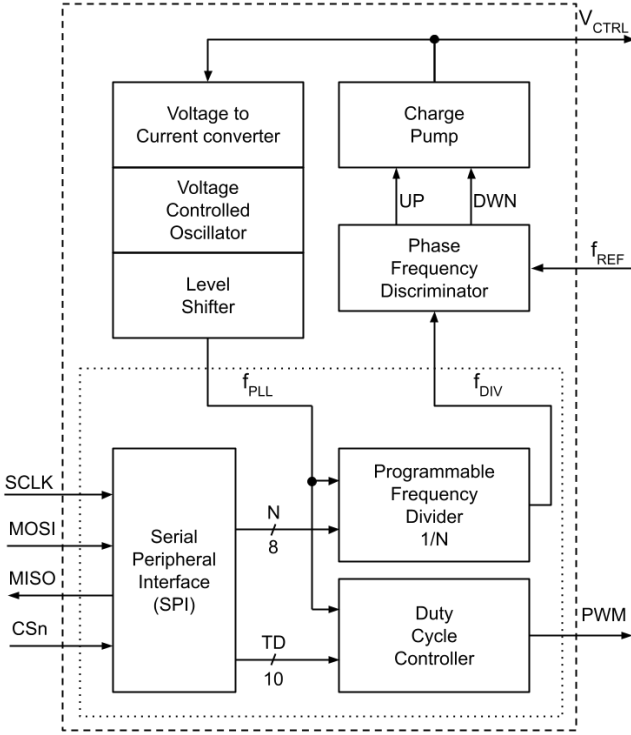 V_CTRL
Voltage to
Current converter
Charge
Pump
Voltage
Controlled
Oscillator
UP
DWN
Phase
Frequency
Discriminator
f_REF
Level
Shifter
f_PLL
f_DIV
SCLK
MOSI
MISO
CSn
Serial
Peripheral
Interface
(SPI)
N
8
Programmable
Frequency
Divider
1/N
TD
10
Duty
Cycle
Controller
PWM